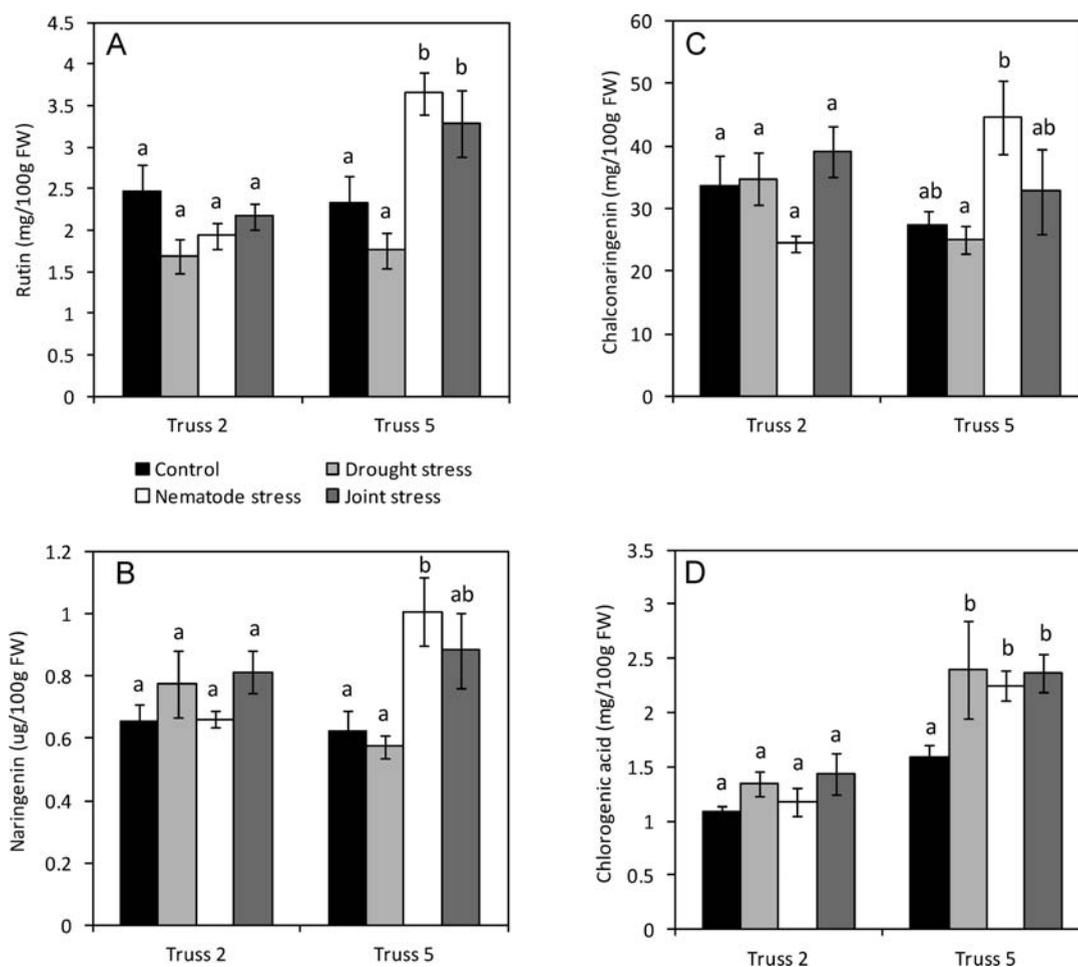 A
Rutin (mg/100g FW)
4.5
4
3.5
3
2.5
2
1.5
1
0.5
0
a
a
a
a
a
a
b
b
Truss 2 Truss 5
C
Chalconaringenin (mg/100g FW)
60
50
40
30
20
10
0
a
a
a
a
ab
a
b
ab
Truss 2 Truss 5
Control Drought stress
Nematode stress Joint stress
B
Naringenin (ug/100g FW)
1.2
1
0.8
0.6
0.4
0.2
0
a
a
a
a
a
a
b
ab
Truss 2 Truss 5
D
Chlorogenic acid (mg/100g FW)
3.5
3
2.5
2
1.5
1
0.5
0
a
a
a
a
a
b
b
b
Truss 2 Truss 5